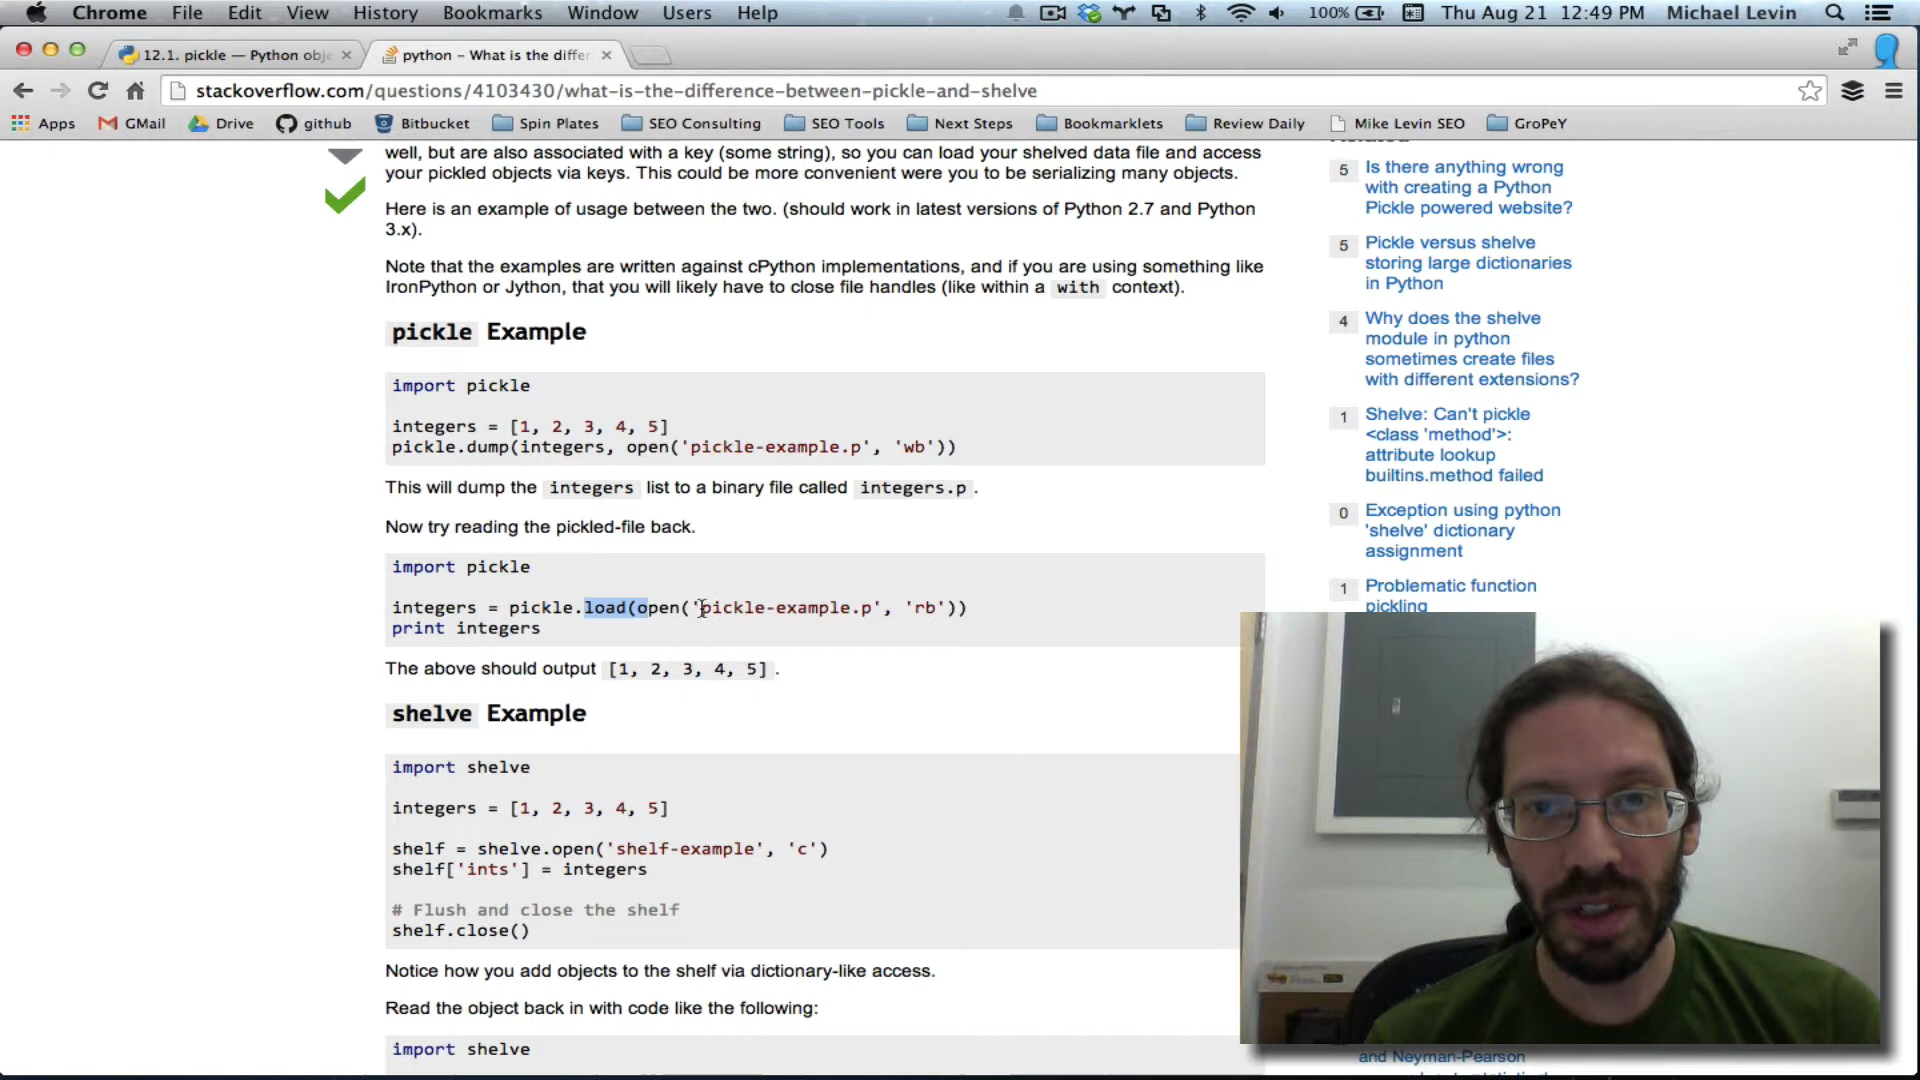 Chrome File Edit View History Bookmarks Window Users Help 100% Thu Aug 21 12:49 PM Michael Levin
12.1. pickle — Python obj python – What is the differ
stackoverflow.com/questions/4103430/what-is-the-difference-between-pickle-and-shelve
Apps GMail Drive github Bitbucket Spin Plates SEO Consulting SEO Tools Next Steps Bookmarklets Review Daily Mike Levin SEO GroPeY
well, but are also associated with a key (some string), so you can load your shelved data file and access
your pickled objects via keys. This could be more convenient were you to be serializing many objects.
Here is an example of usage between the two. (should work in latest versions of Python 2.7 and Python
3.x).
Note that the examples are written against cPython implementations, and if you are using something like
IronPython or Jython, that you will likely have to close file handles (like within a with context).
pickle Example
import pickle
integers = [1, 2, 3, 4, 5]
pickle.dump(integers, open('pickle-example.p', 'wb'))
This will dump the integers list to a binary file called integers.p.
Now try reading the pickled-file back.
import pickle
integers = pickle.load(open('pickle-example.p', 'rb'))
print integers
The above should output [1, 2, 3, 4, 5].
shelve Example
import shelve
integers = [1, 2, 3, 4, 5]
shelf = shelve.open('shelf-example', 'c')
shelf['ints'] = integers
# Flush and close the shelf
shelf.close()
Notice how you add objects to the shelf via dictionary-like access.
Read the object back in with code like the following:
import shelve
5 Is there anything wrong
with creating a Python
Pickle powered website?
5 Pickle versus shelve
storing large dictionaries
in Python
4 Why does the shelve
module in python
sometimes create files
with different extensions?
1 Shelve: Can't pickle
<class 'method'>:
attribute lookup
builtins.method failed
0 Exception using python
'shelve' dictionary
assignment
1 Problematic function
pickling
and Neyman-Pearson